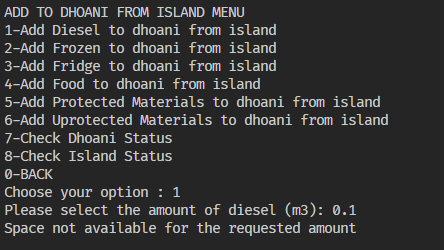 ADD TO DHOANI FROM ISLAND MENU
1-Add Diesel to dhoani from island
2-Add Frozen to dhoani from island
3-Add Fridge to dhoani from island
4-Add Food to dhoani from island
5-Add Protected Materials to dhoani from island
6-Add Uprotected Materials to dhoani from island
7-Check Dhoani Status
8-Check Island Status
0-BACK
Choose your option : 1
Please select the amount of diesel (m3): 0.1
Space not available for the requested amount